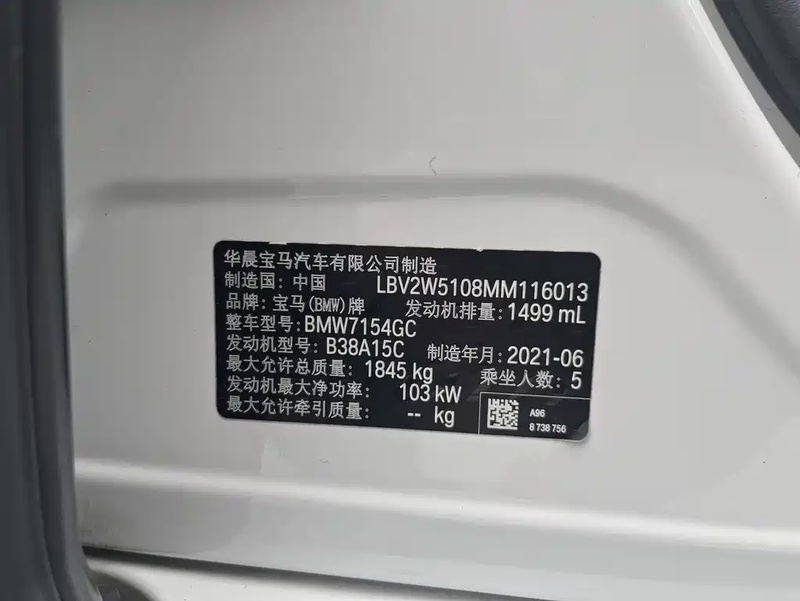 华晨宝马汽车有限公司制造
制造国: 中国 LBV2W5108MM116013
品牌: 宝马(BMW)牌 发动机排量: 1499 mL
整车型号: BMW7154GC
发动机型号: B38A15C 制造年月: 2021-06
最大允许总质量: 1845 kg 乘坐人数: 5
发动机最大净功率: 103 kW
最大允许牵引质量: -- kg
A96
8 738 756